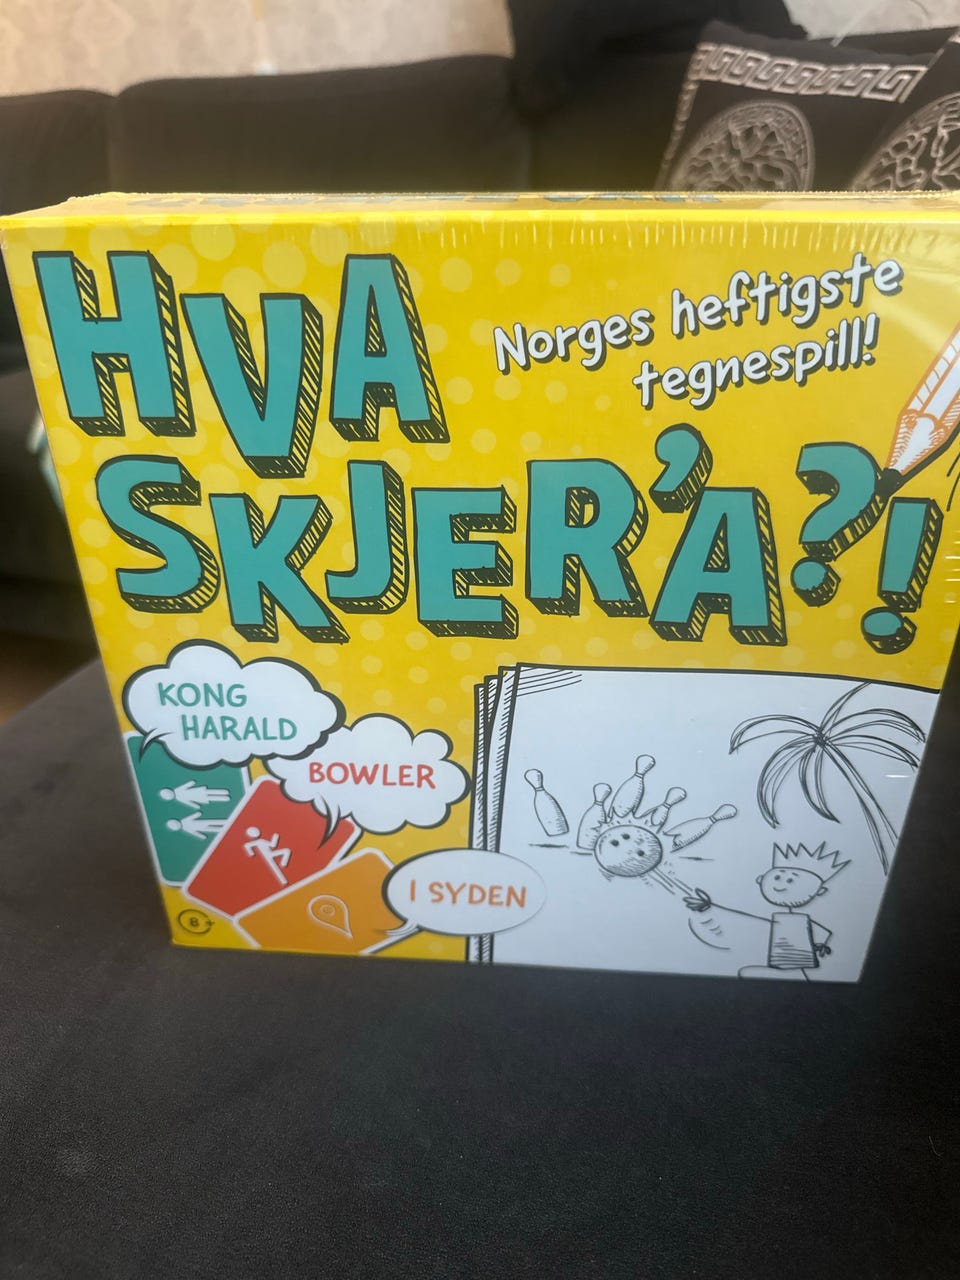 HVA
SKJER'A?!
Norges heftigste
tegnespill!
KONG
HARALD
BOWLER
I SYDEN
8+